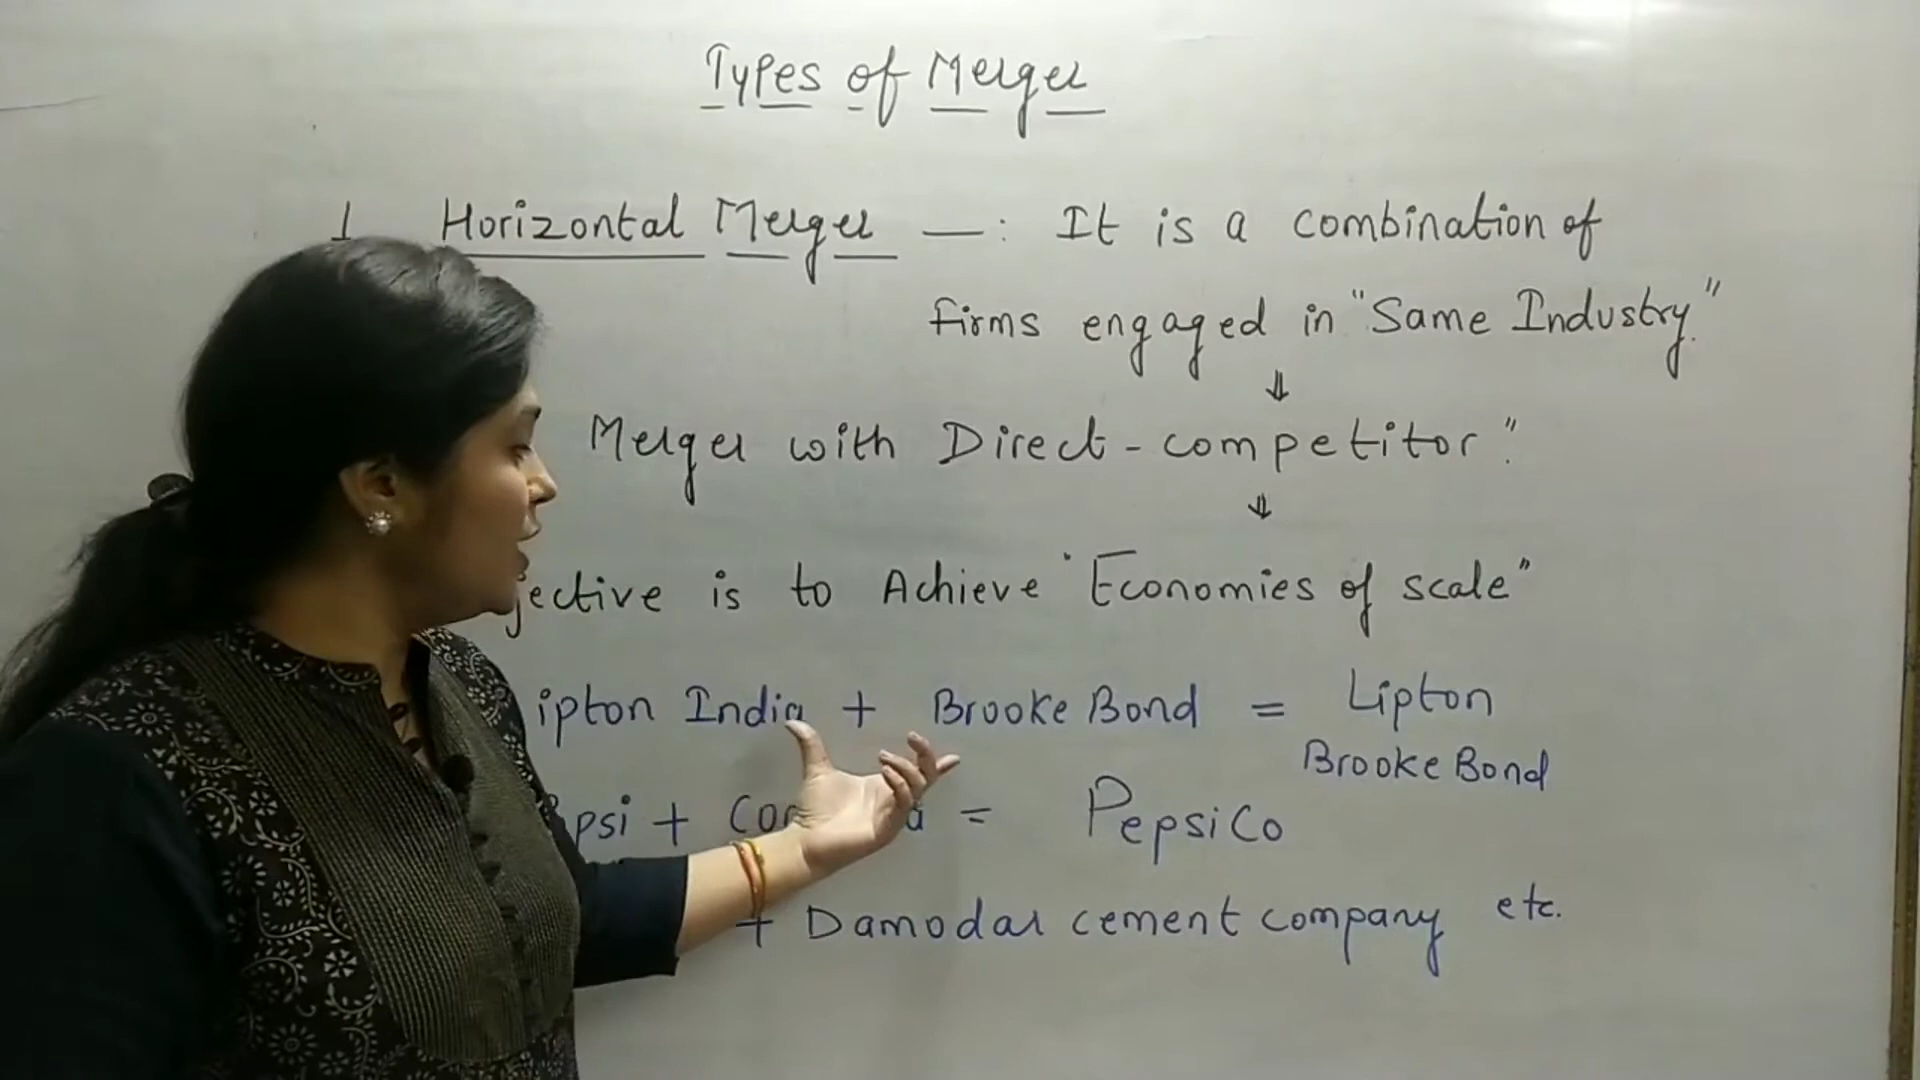 Types of Merger
1 Horizontal Merger —: It is a combination of
firms engaged in "Same Industry."
↓
Merger with Direct-competitor"
↓
jective is to Achieve "Economies of scale"
ipton India + Brooke Bond = Lipton
Brooke Bond
psi + = PepsiCo
+ Damodar cement company etc.